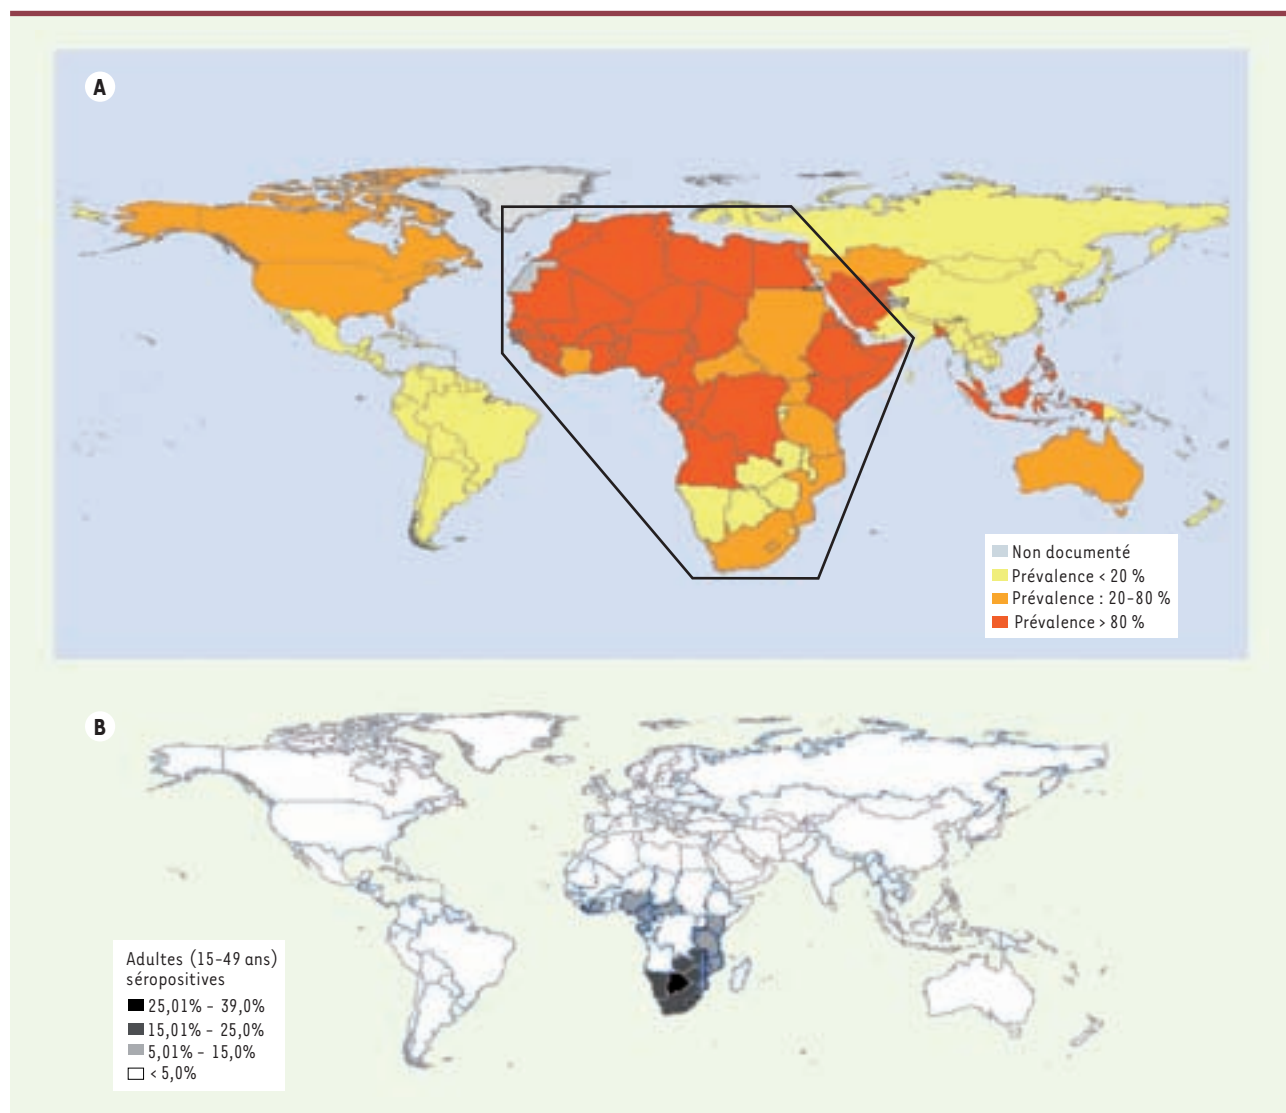 A
Non documenté
Prévalence < 20 %
Prévalence : 20-80 %
Prévalence > 80 %
B
Adultes (15-49 ans)
séropositives
25,01% - 39,0%
15,01% - 25,0%
5,01% - 15,0%
< 5,0%